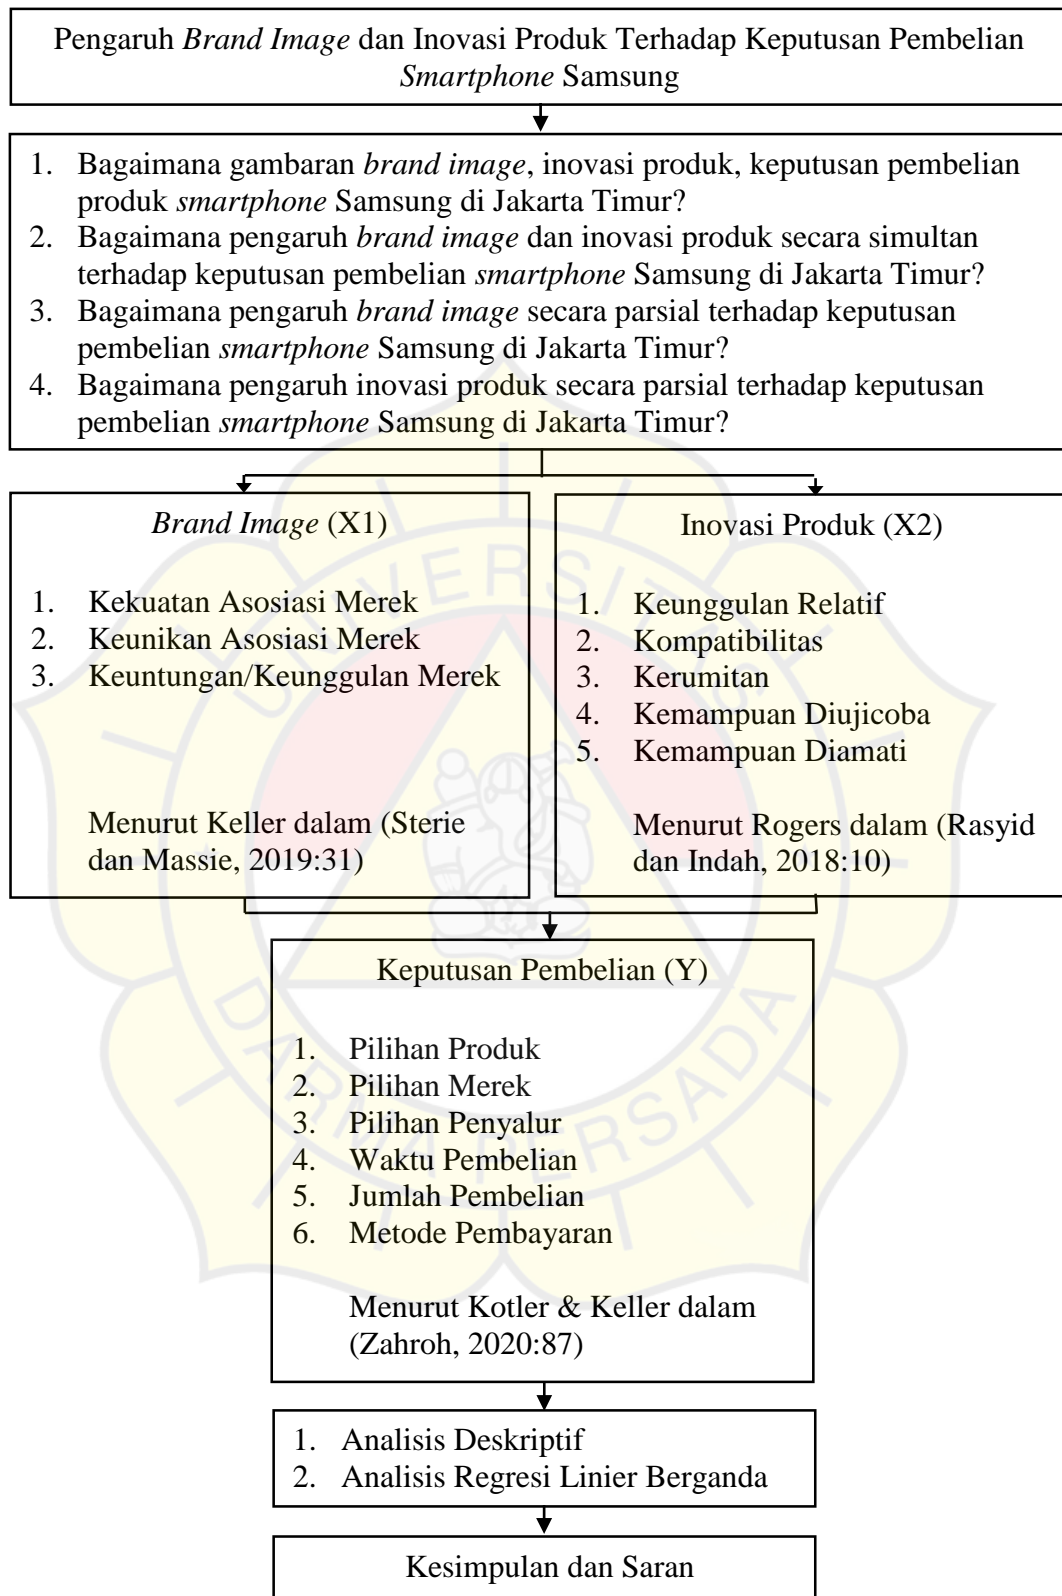 Pengaruh Brand Image dan Inovasi Produk Terhadap Keputusan Pembelian
Smartphone Samsung
1. Bagaimana gambaran brand image, inovasi produk, keputusan pembelian
produk smartphone Samsung di Jakarta Timur?
2. Bagaimana pengaruh brand image dan inovasi produk secara simultan
terhadap keputusan pembelian smartphone Samsung di Jakarta Timur?
3. Bagaimana pengaruh brand image secara parsial terhadap keputusan
pembelian smartphone Samsung di Jakarta Timur?
4. Bagaimana pengaruh inovasi produk secara parsial terhadap keputusan
pembelian smartphone Samsung di Jakarta Timur?
Brand Image (X1)
1. Kekuatan Asosiasi Merek
2. Keunikan Asosiasi Merek
3. Keuntungan/Keunggulan Merek
Menurut Keller dalam (Sterie
dan Massie, 2019:31)
Inovasi Produk (X2)
1. Keunggulan Relatif
2. Kompatibilitas
3. Kerumitan
4. Kemampuan Diujicoba
5. Kemampuan Diamati
Menurut Rogers dalam (Rasyid
dan Indah, 2018:10)
Keputusan Pembelian (Y)
1. Pilihan Produk
2. Pilihan Merek
3. Pilihan Penyalur
4. Waktu Pembelian
5. Jumlah Pembelian
6. Metode Pembayaran
Menurut Kotler & Keller dalam
(Zahroh, 2020:87)
1. Analisis Deskriptif
2. Analisis Regresi Linier Berganda
Kesimpulan dan Saran
UNIVERSITAS
DARMA PERSADA